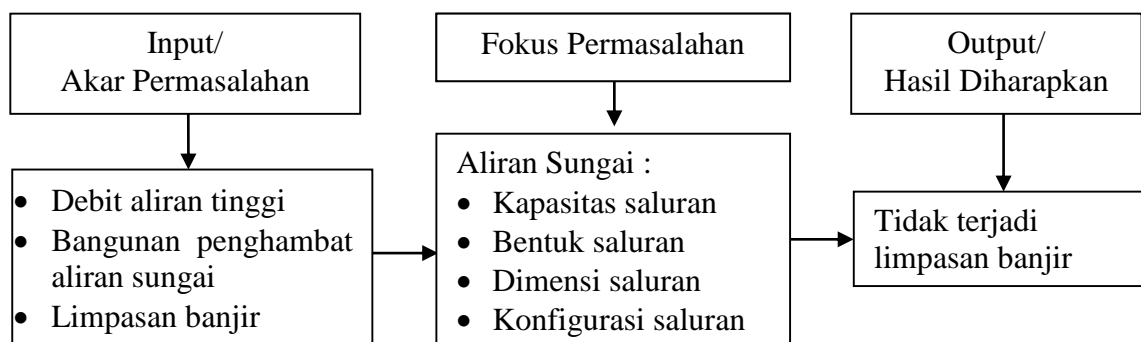 Input/
Akar Permasalahan
Fokus Permasalahan
Output/
Hasil Diharapkan
• Debit aliran tinggi
• Bangunan penghambat
aliran sungai
• Limpasan banjir
Aliran Sungai :
• Kapasitas saluran
• Bentuk saluran
• Dimensi saluran
• Konfigurasi saluran
Tidak terjadi
limpasan banjir